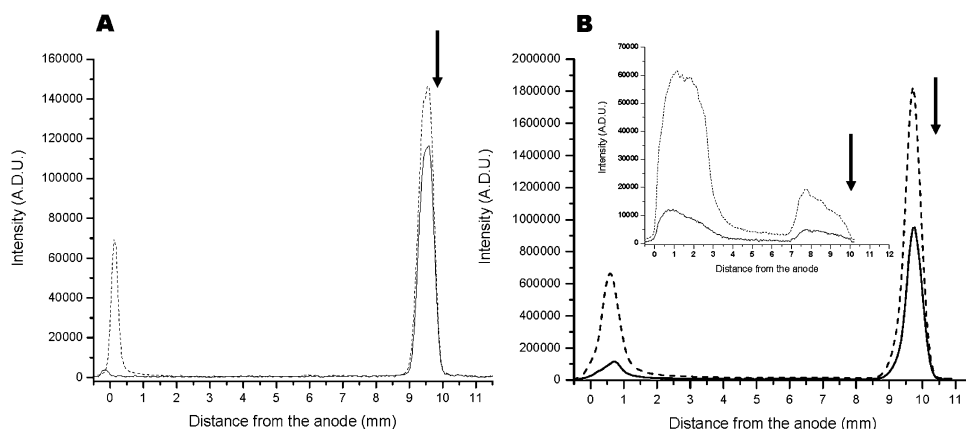 A
160000
140000
120000
100000
80000
60000
40000
20000
0
Intensity (A.D.U.)
0 1 2 3 4 5 6 7 8 9 10 11
Distance from the anode (mm)
B
2000000
1800000
1600000
1400000
1200000
1000000
800000
600000
400000
200000
0
Intensity (A.D.U.)
0 1 2 3 4 5 6 7 8 9 10 11
Distance from the anode (mm)
70000
60000
50000
40000
30000
20000
10000
0
Intensity (A.D.U.)
0 1 2 3 4 5 6 7 8 9 10 11 12
Distance from the anode